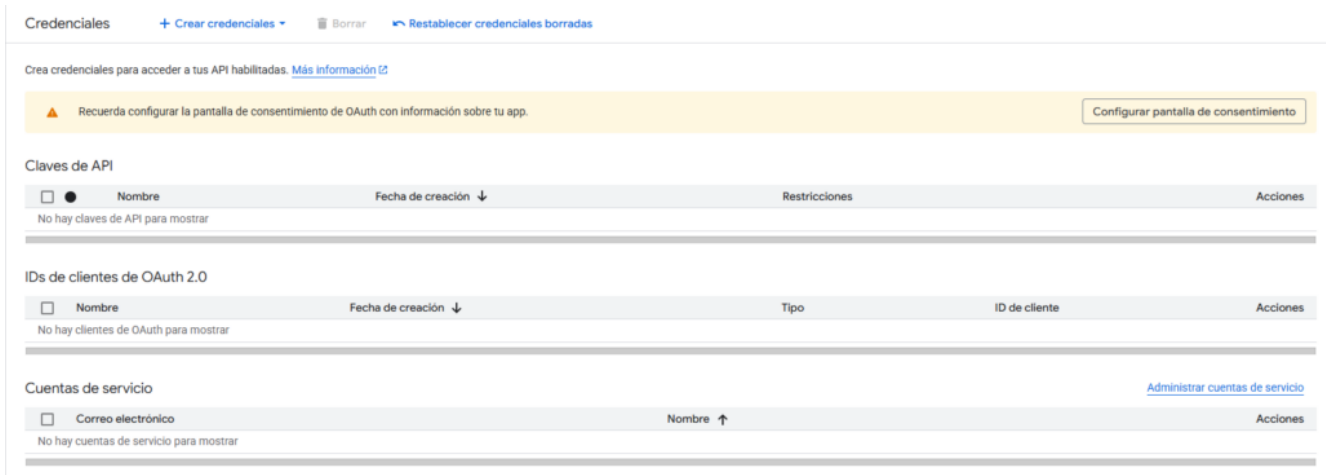 Credenciales + Crear credenciales Borrar Restablecer credenciales borradas
Crea credenciales para acceder a tus API habilitadas. Más información
Recuerda configurar la pantalla de consentimiento de OAuth con información sobre tu app. Configurar pantalla de consentimiento
Claves de API
Nombre Fecha de creación ↓ Restricciones Acciones
No hay claves de API para mostrar
IDs de clientes de OAuth 2.0
Nombre Fecha de creación ↓ Tipo ID de cliente Acciones
No hay clientes de OAuth para mostrar
Cuentas de servicio Administrar cuentas de servicio
Correo electrónico Nombre ↑ Acciones
No hay cuentas de servicio para mostrar